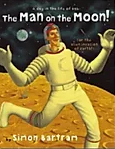 a day in the life of Bob.
The Man on the Moon!
Simon Bartram